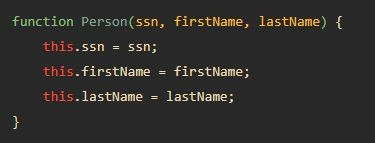 function Person(ssn, firstName, lastName) {
    this.ssn = ssn;
    this.firstName = firstName;
    this.lastName = lastName;
}